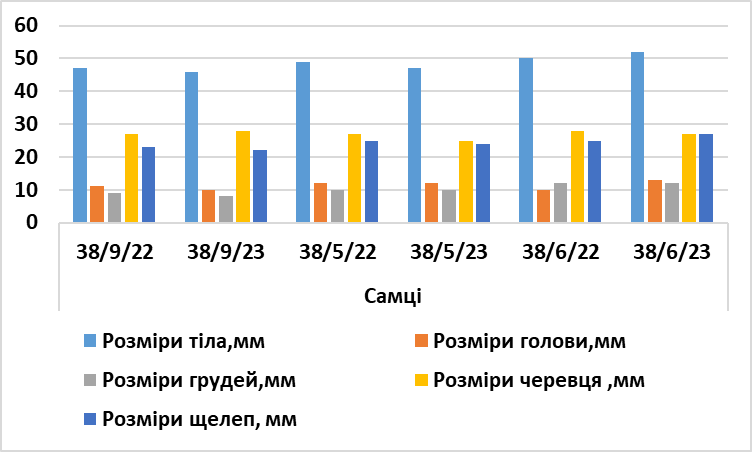 60
50
40
30
20
10
0
38/9/22 38/9/23 38/5/22 38/5/23 38/6/22 38/6/23
Самці
Розміри тіла,мм Розміри голови,мм
Розміри грудей,мм Розміри черевця ,мм
Розміри щелеп, мм